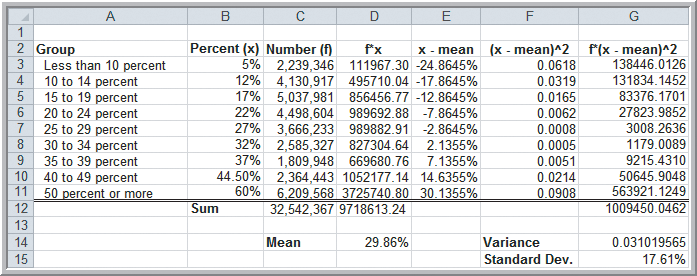 A B C D E F G
1
2 Group Percent (x) Number (f) f*x x - mean (x - mean)^2 f*(x - mean)^2
3 Less than 10 percent 5% 2,239,346 111967.30 -24.8645% 0.0618 138446.0126
4 10 to 14 percent 12% 4,130,917 495710.04 -17.8645% 0.0319 131834.1452
5 15 to 19 percent 17% 5,037,981 856456.77 -12.8645% 0.0165 83376.1701
6 20 to 24 percent 22% 4,498,604 989692.88 -7.8645% 0.0062 27823.9852
7 25 to 29 percent 27% 3,666,233 989882.91 -2.8645% 0.0008 3008.2636
8 30 to 34 percent 32% 2,585,327 827304.64 2.1355% 0.0005 1179.0089
9 35 to 39 percent 37% 1,809,948 669680.76 7.1355% 0.0051 9215.4310
10 40 to 49 percent 44.50% 2,364,443 1052177.14 14.6355% 0.0214 50645.9048
11 50 percent or more 60% 6,209,568 3725740.80 30.1355% 0.0908 563921.1249
12 Sum 32,542,367 9718613.24 1009450.0462
13
14 Mean 29.86% Variance 0.031019565
15 Standard Dev. 17.61%